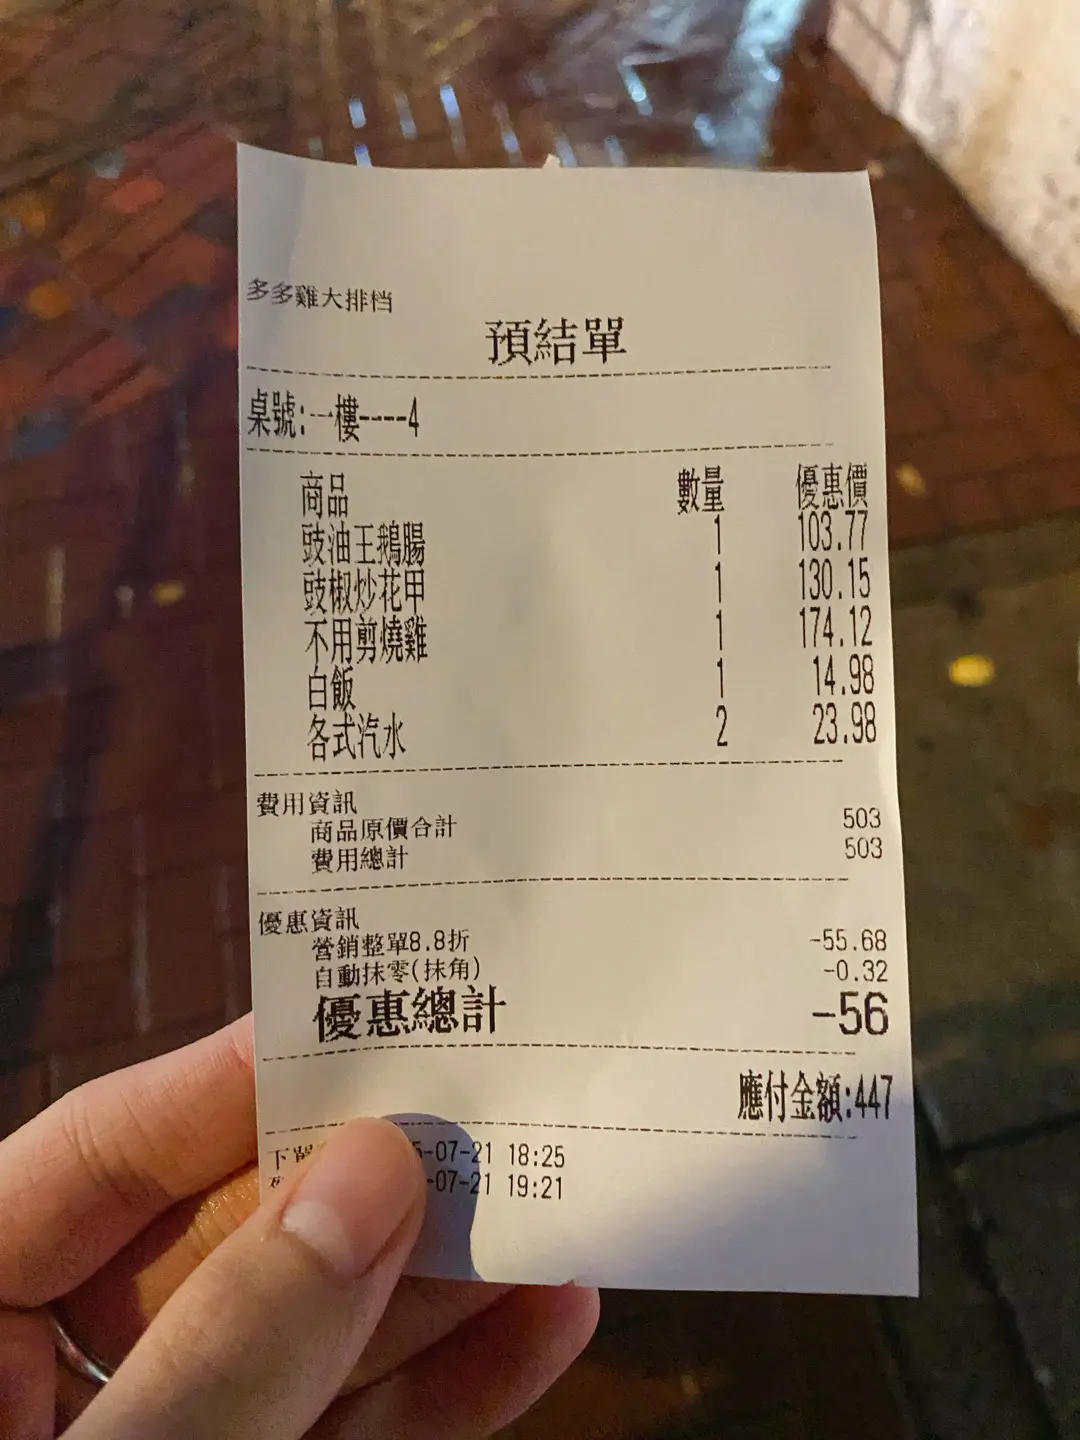 多多雞大排档
預結單
桌號:一樓----4
商品 數量 優惠價
豉油王鵝腸 1 103.77
豉椒炒花甲 1 130.15
不用剪燒雞 1 174.12
白飯 1 14.98
各式汽水 2 23.98
費用資訊
商品原價合計 503
費用總計 503
優惠資訊
營銷整單8.8折 -55.68
自動抹零(抹角) -0.32
優惠總計 -56
應付金額:447
下單 5-07-21 18:25
-07-21 19:21